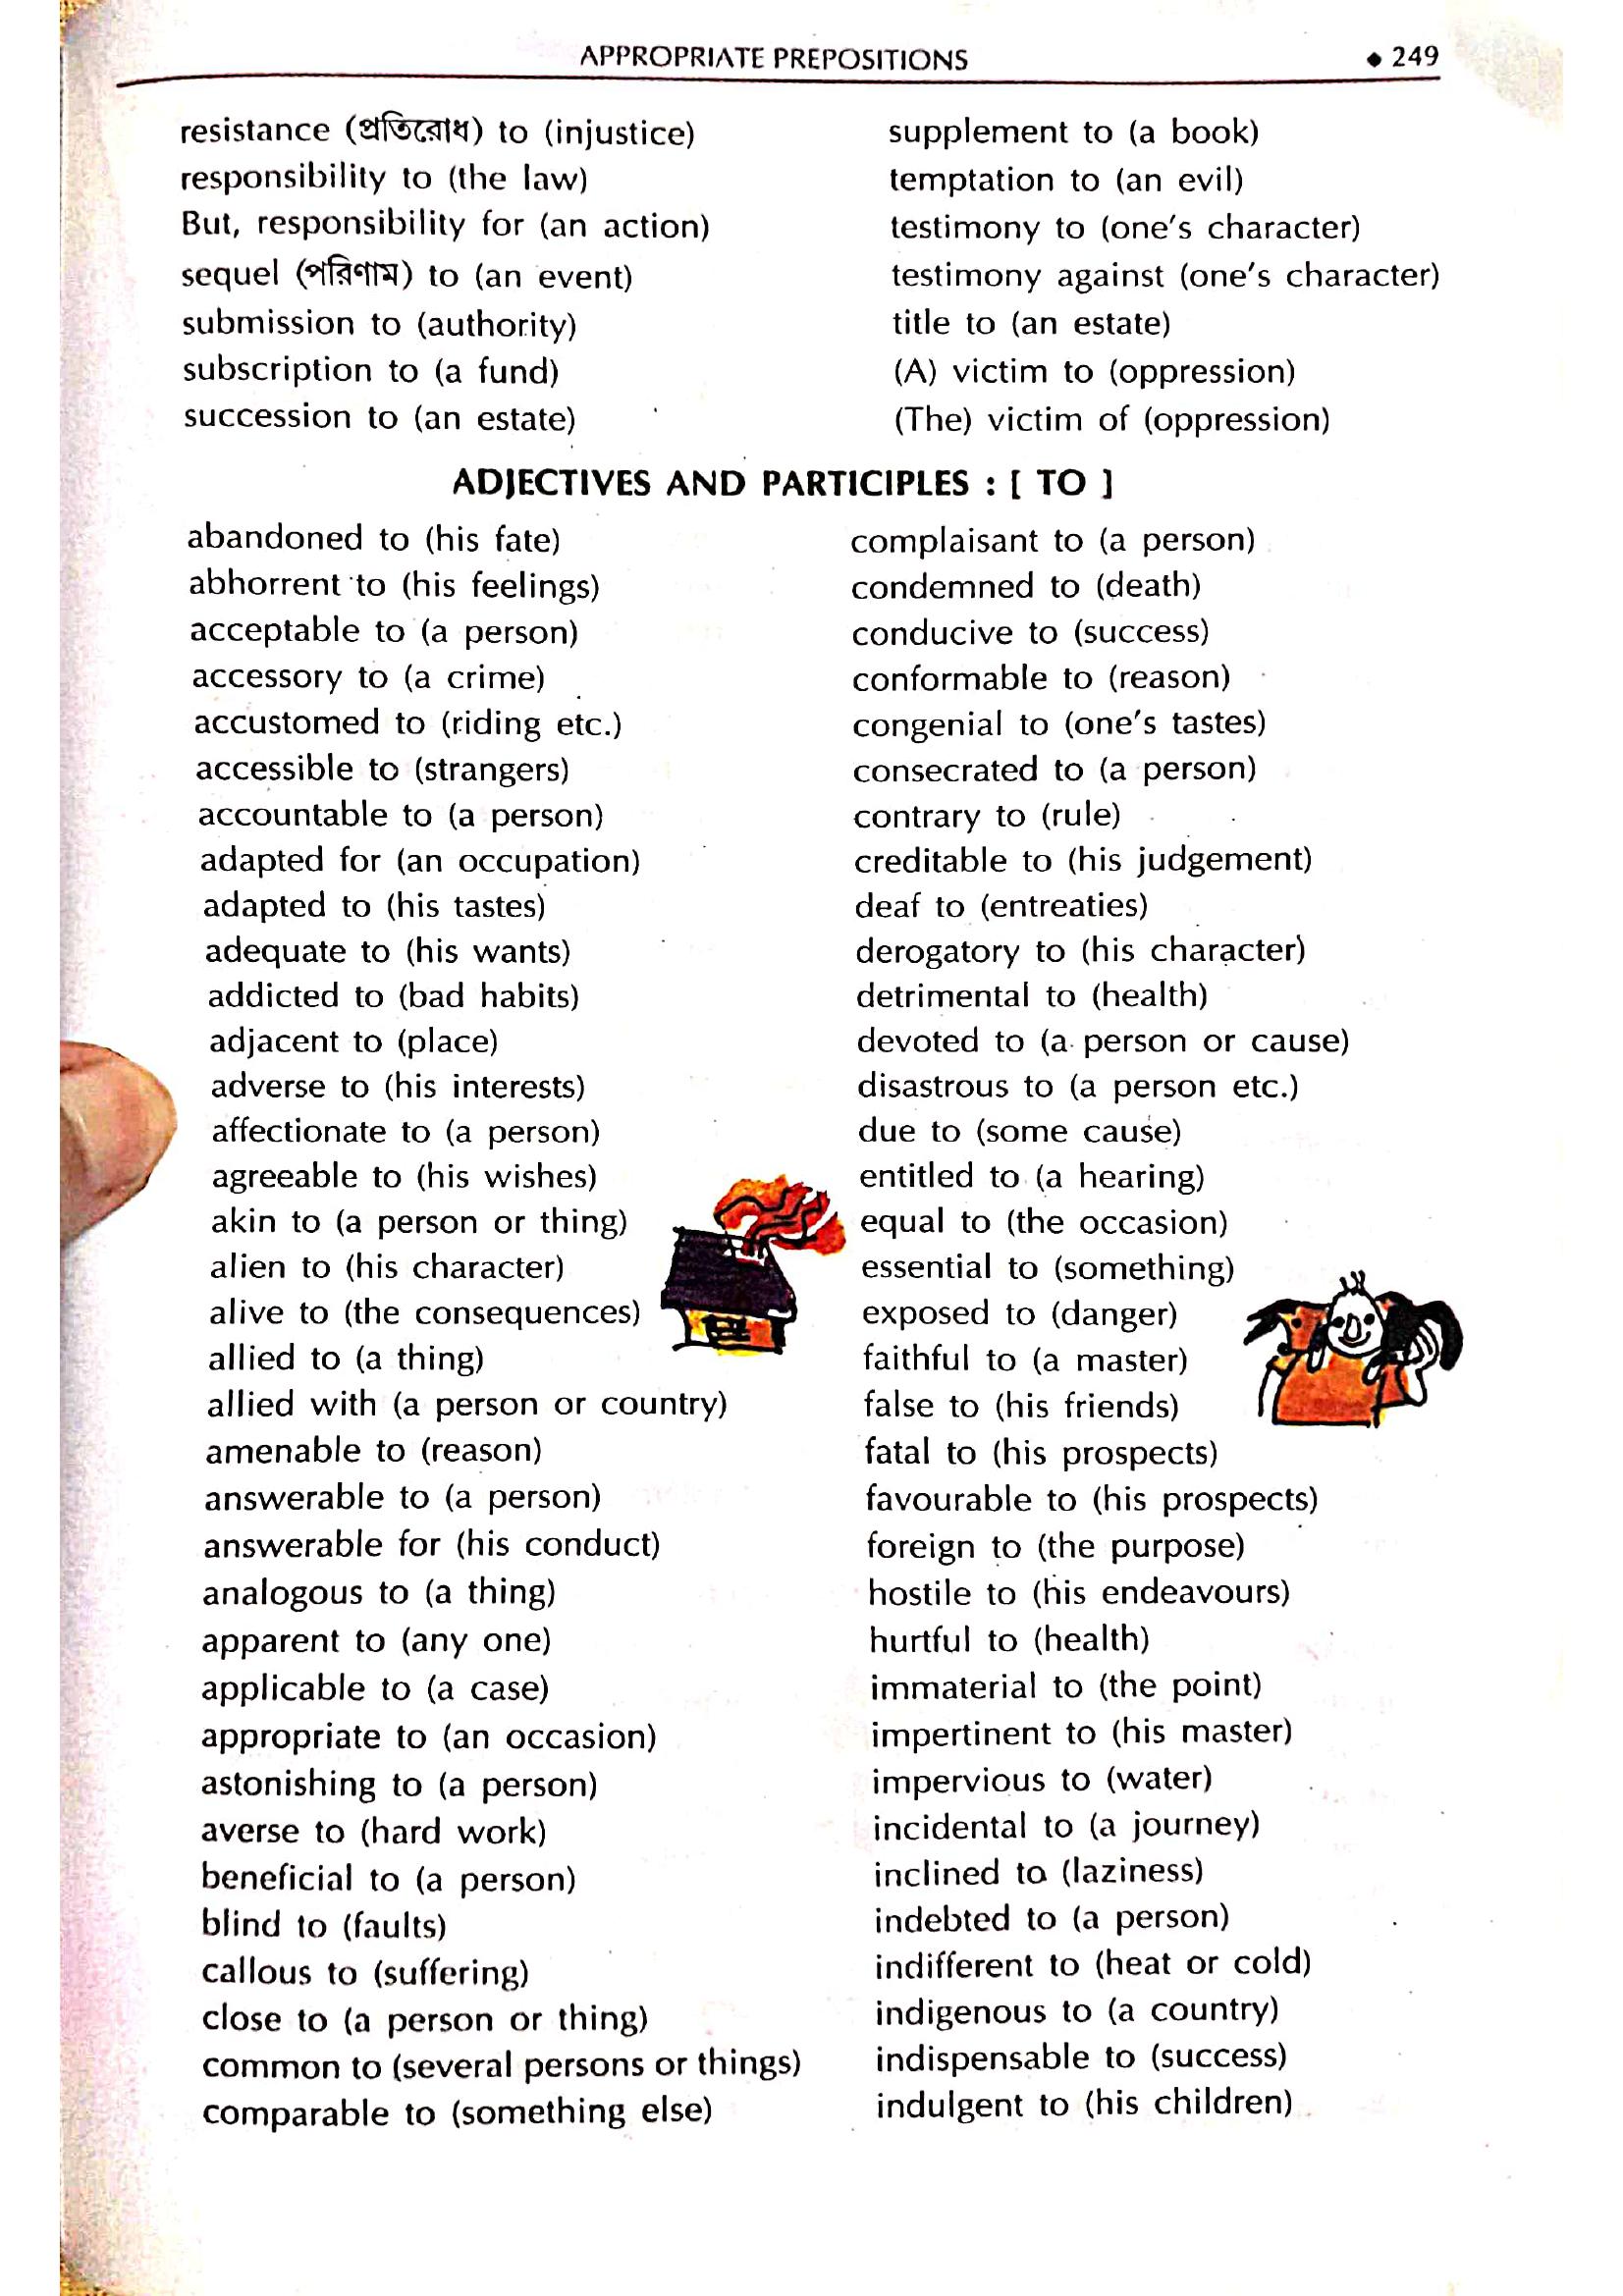 APPROPRIATE PREPOSITIONS ◆ 249
resistance (প্রতিরোধ) to (injustice)
responsibility to (the law)
But, responsibility for (an action)
sequel (পরিণাম) to (an event)
submission to (authority)
subscription to (a fund)
succession to (an estate)
supplement to (a book)
temptation to (an evil)
testimony to (one's character)
testimony against (one's character)
title to (an estate)
(A) victim to (oppression)
(The) victim of (oppression)
ADJECTIVES AND PARTICIPLES : [ TO ]
abandoned to (his fate)
abhorrent to (his feelings)
acceptable to (a person)
accessory to (a crime)
accustomed to (riding etc.)
accessible to (strangers)
accountable to (a person)
adapted for (an occupation)
adapted to (his tastes)
adequate to (his wants)
addicted to (bad habits)
adjacent to (place)
adverse to (his interests)
affectionate to (a person)
agreeable to (his wishes)
akin to (a person or thing)
alien to (his character)
alive to (the consequences)
allied to (a thing)
allied with (a person or country)
amenable to (reason)
answerable to (a person)
answerable for (his conduct)
analogous to (a thing)
apparent to (any one)
applicable to (a case)
appropriate to (an occasion)
astonishing to (a person)
averse to (hard work)
beneficial to (a person)
blind to (faults)
callous to (suffering)
close to (a person or thing)
common to (several persons or things)
comparable to (something else)
complaisant to (a person)
condemned to (death)
conducive to (success)
conformable to (reason)
congenial to (one's tastes)
consecrated to (a person)
contrary to (rule)
creditable to (his judgement)
deaf to (entreaties)
derogatory to (his character)
detrimental to (health)
devoted to (a person or cause)
disastrous to (a person etc.)
due to (some cause)
entitled to (a hearing)
equal to (the occasion)
essential to (something)
exposed to (danger)
faithful to (a master)
false to (his friends)
fatal to (his prospects)
favourable to (his prospects)
foreign to (the purpose)
hostile to (his endeavours)
hurtful to (health)
immaterial to (the point)
impertinent to (his master)
impervious to (water)
incidental to (a journey)
inclined to (laziness)
indebted to (a person)
indifferent to (heat or cold)
indigenous to (a country)
indispensable to (success)
indulgent to (his children)